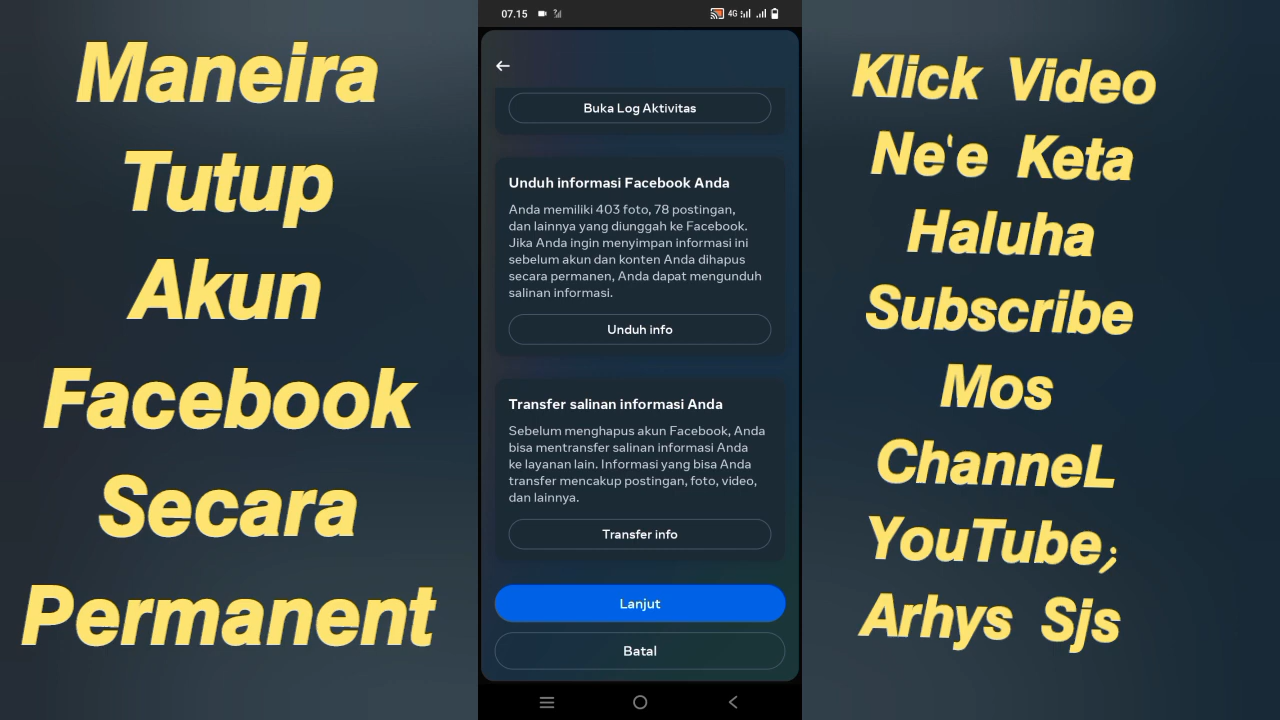 Maneira
Tutup
Akun
Facebook
Secara
Permanent
07.15
4G
Buka Log Aktivitas
Unduh informasi Facebook Anda
Anda memiliki 403 foto, 78 postingan,
dan lainnya yang diunggah ke Facebook.
Jika Anda ingin menyimpan informasi ini
sebelum akun dan konten Anda dihapus
secara permanen, Anda dapat mengunduh
salinan informasi.
Unduh info
Transfer salinan informasi Anda
Sebelum menghapus akun Facebook, Anda
bisa mentransfer salinan informasi Anda
ke layanan lain. Informasi yang bisa Anda
transfer mencakup postingan, foto, video,
dan lainnya.
Transfer info
Lanjut
Batal
Klick Video
Ne'e Keta
Haluha
Subscribe
Mos
ChanneL
YouTube;
Arhys Sjs